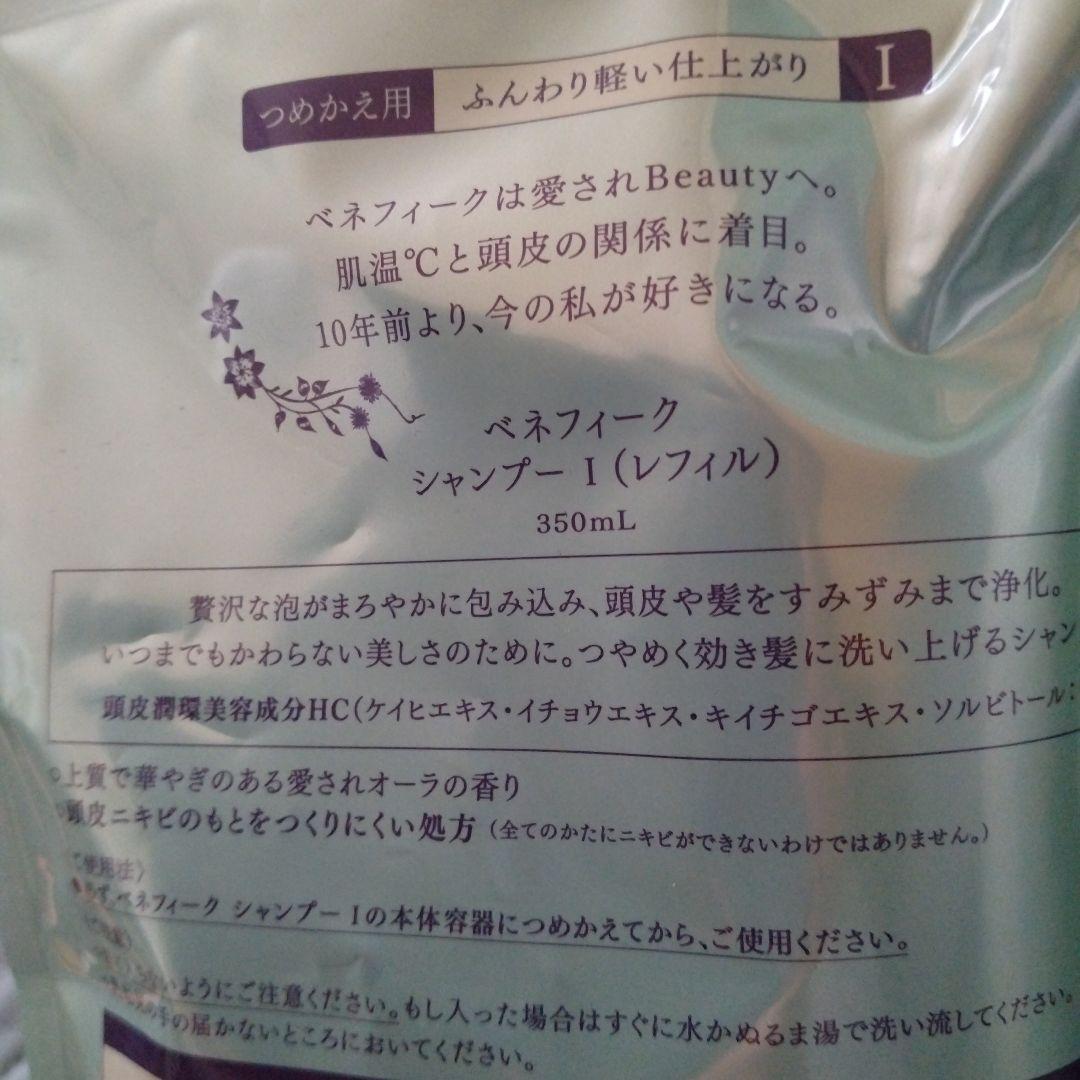 つめかえ用 ふんわり軽い仕上がり I
ベネフィークは愛されBeautyへ。
肌温℃と頭皮の関係に着目。
10年前より、今の私が好きになる。
ベネフィーク
シャンプー I（レフィル）
350mL
贅沢な泡がまろやかに包み込み、頭皮や髪をすみずみまで浄化。
いつまでもかわらない美しさのために。つやめく効き髪に洗い上げるシャン
頭皮潤環美容成分HC（ケイヒエキス・イチョウエキス・キイチゴエキス・ソルビトール：
●上質で華やぎのある愛されオーラの香り
●頭皮ニキビのもとをつくりにくい処方（全てのかたにニキビができないわけではありません。）
〈使用法〉
ベネフィーク シャンプー Iの本体容器につめかえてから、ご使用ください。
ないようにご注意ください。もし入った場合はすぐに水かぬるま湯で洗い流してください。
の手の届かないところにおいてください。